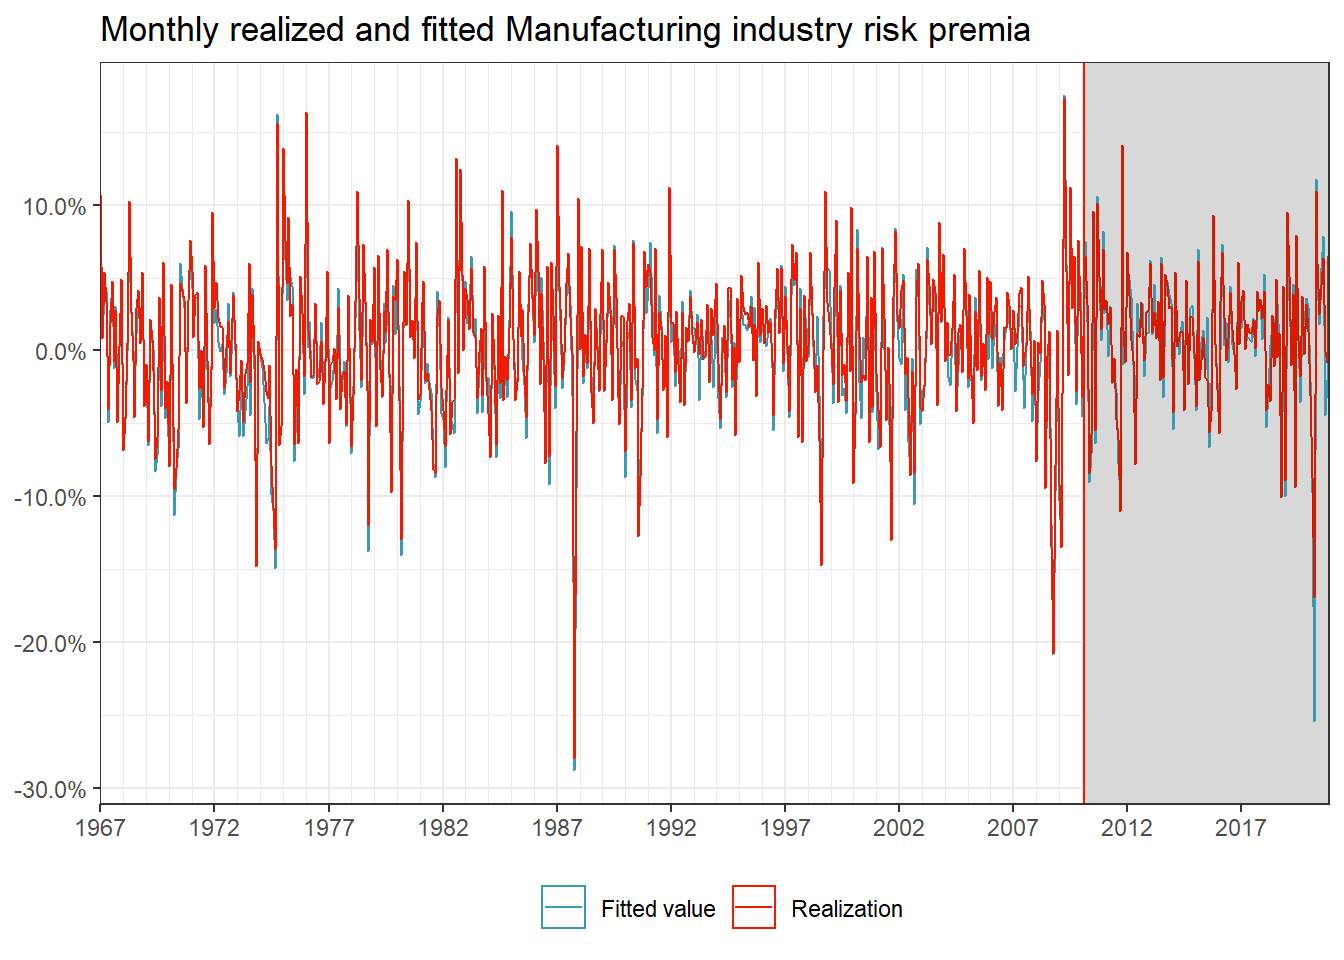 Monthly realized and fitted Manufacturing industry risk premia
10.0%
0.0%
-10.0%
-20.0%
-30.0%
1967 1972 1977 1982 1987 1992 1997 2002 2007 2012 2017
Fitted value Realization